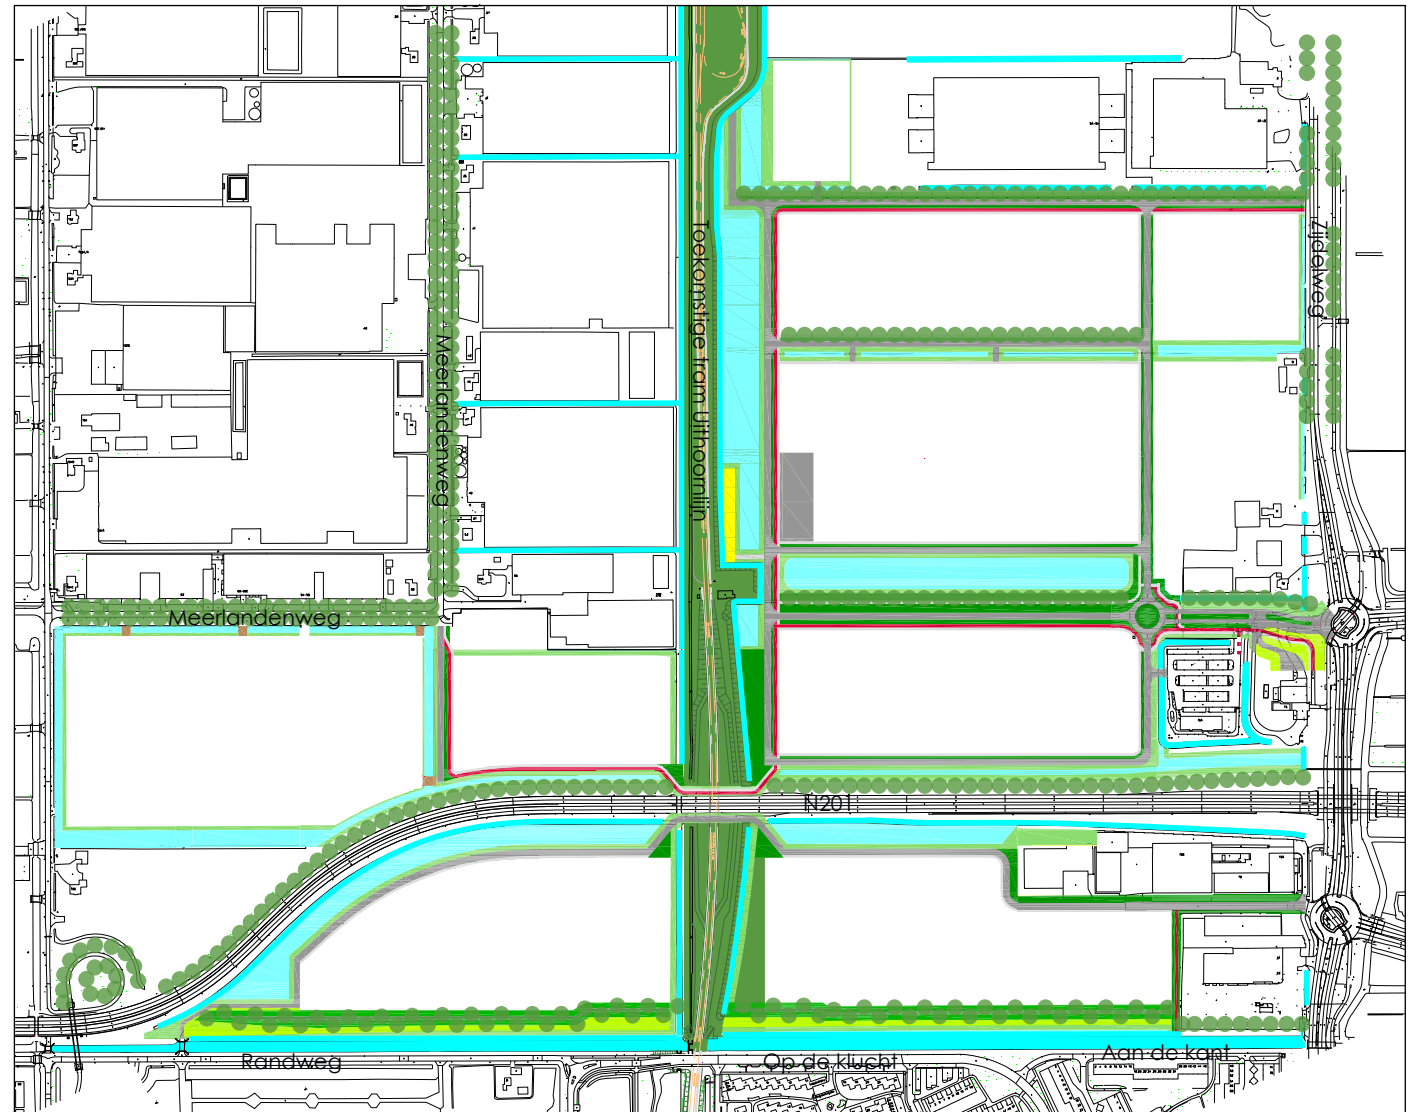 Toekomstige tram Uithoornlijn
Zijdelweg
Meerlandenweg
Meerlandenweg
N201
Randweg
Op de klucht
Aan de kant